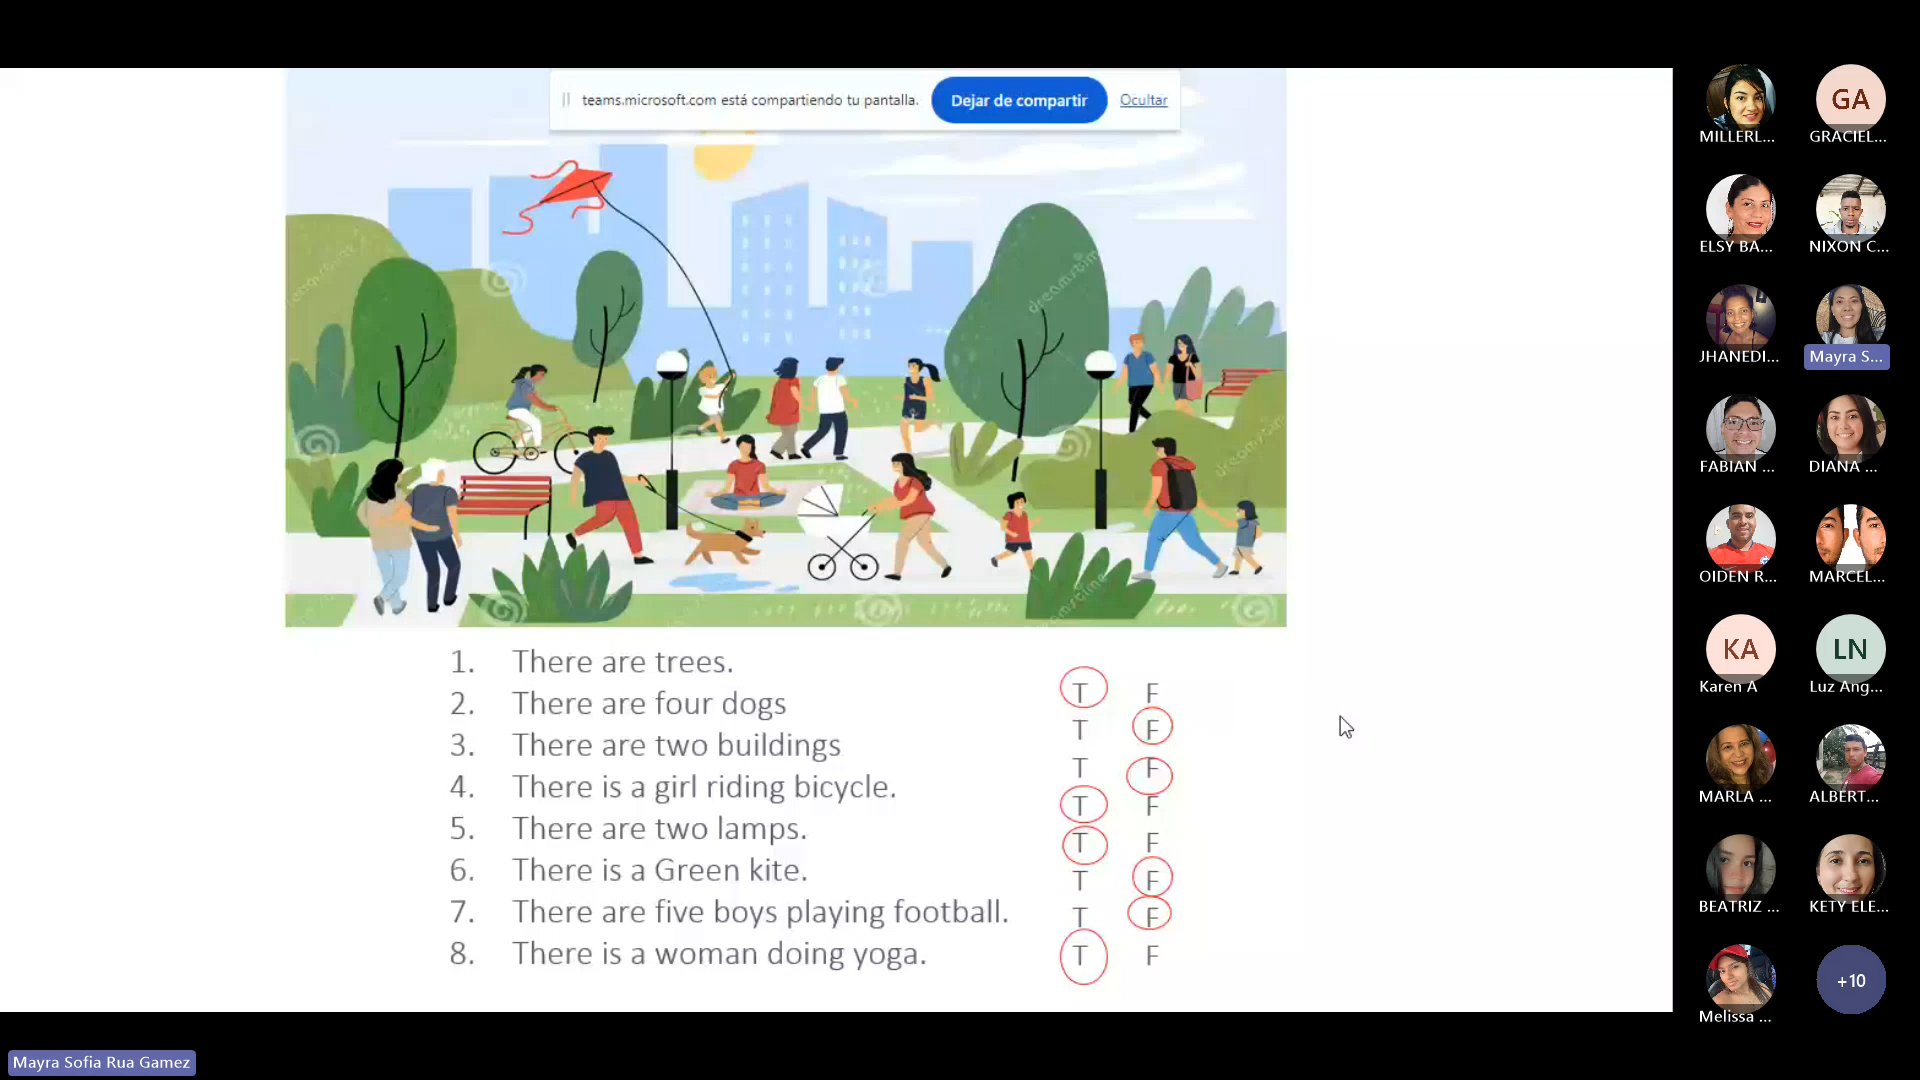 teams.microsoft.com está compartiendo tu pantalla. Dejar de compartir Ocultar
dreamstime
1. There are trees. T F
2. There are four dogs T F
3. There are two buildings T F
4. There is a girl riding bicycle. T F
5. There are two lamps. T F
6. There is a Green kite. T F
7. There are five boys playing football. T F
8. There is a woman doing yoga. T F
MILLERL...
GA
GRACIEL...
ELSY BA...
NIXON C...
JHANEDI...
Mayra S...
FABIAN ...
DIANA ...
OIDEN R...
MARCEL...
KA
Karen A
LN
Luz Ang...
MARLA ...
ALBERT...
BEATRIZ ...
KETY ELE...
Melissa ...
+10
Mayra Sofia Rua Gamez